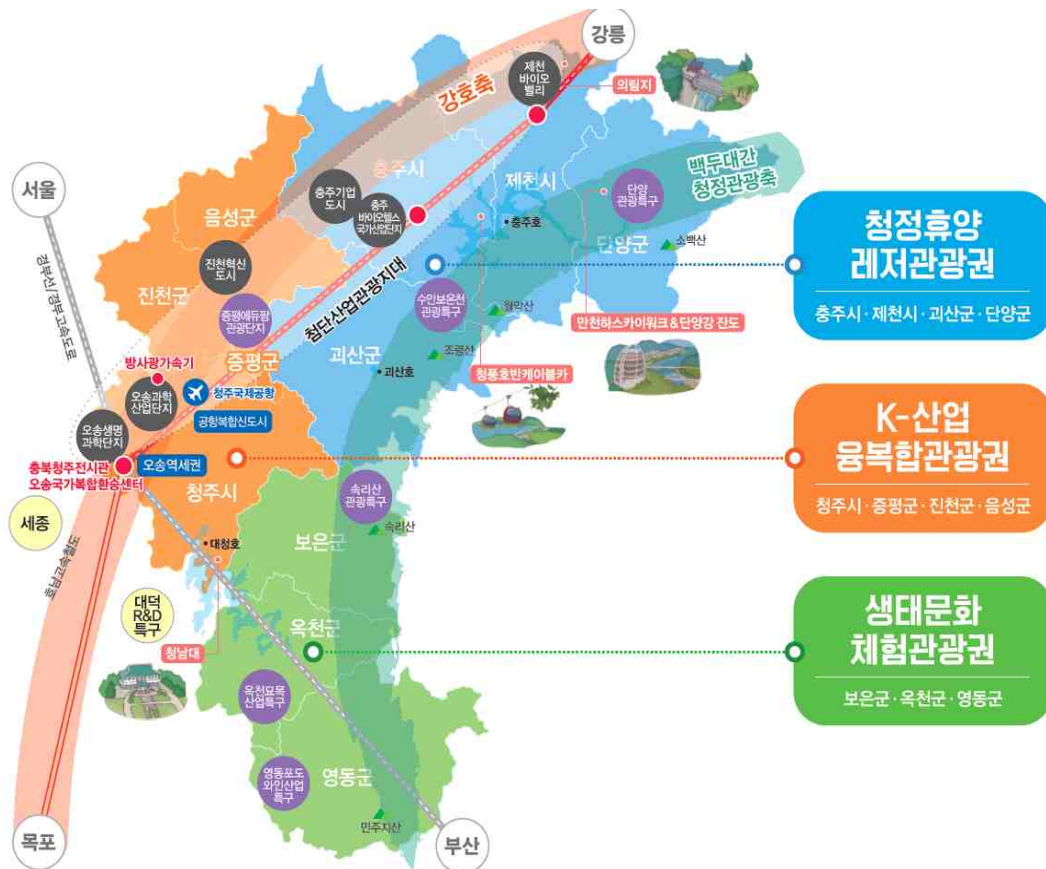 강릉
제천
바이오
밸리
강호축
의림지
충주시
제천시
백두대간
청정관광축
서울
충주기업
도시
충주
바이오헬스
국가산업단지
단양
관광특구
음성군
충주호
단양군
소백산
진천혁신
도시
진천군
경부선/경부고속도로
증평에듀팜
관광단지
첨단산업관광지대
수안보온천
관광특구
월악산
만천하스카이워크&단양강 잔도
증평군
괴산군
조령산
괴산호
청풍호반케이블카
방사광가속기
오송과학
산업단지
청주국제공항
공항복합신도시
오송생명
과학단지
충북청주전시관
오송국가복합환승센터
오송역세권
청주시
세종
호남고속철도
속리산
관광특구
속리산
보은군
대청호
대덕
R&D
특구
청남대
옥천군
옥천묘목
산업특구
영동포도
와인산업
특구
영동군
민주지산
목포
부산
청정휴양
레저관광권
충주시·제천시·괴산군·단양군
K-산업
융복합관광권
청주시·증평군·진천군·음성군
생태문화
체험관광권
보은군·옥천군·영동군